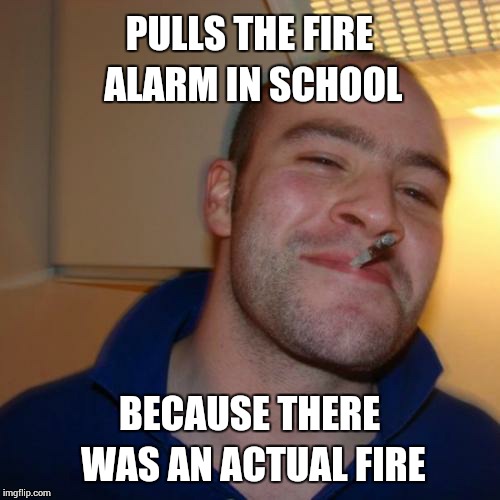 PULLS THE FIRE
ALARM IN SCHOOL
BECAUSE THERE
WAS AN ACTUAL FIRE
imgflip.com